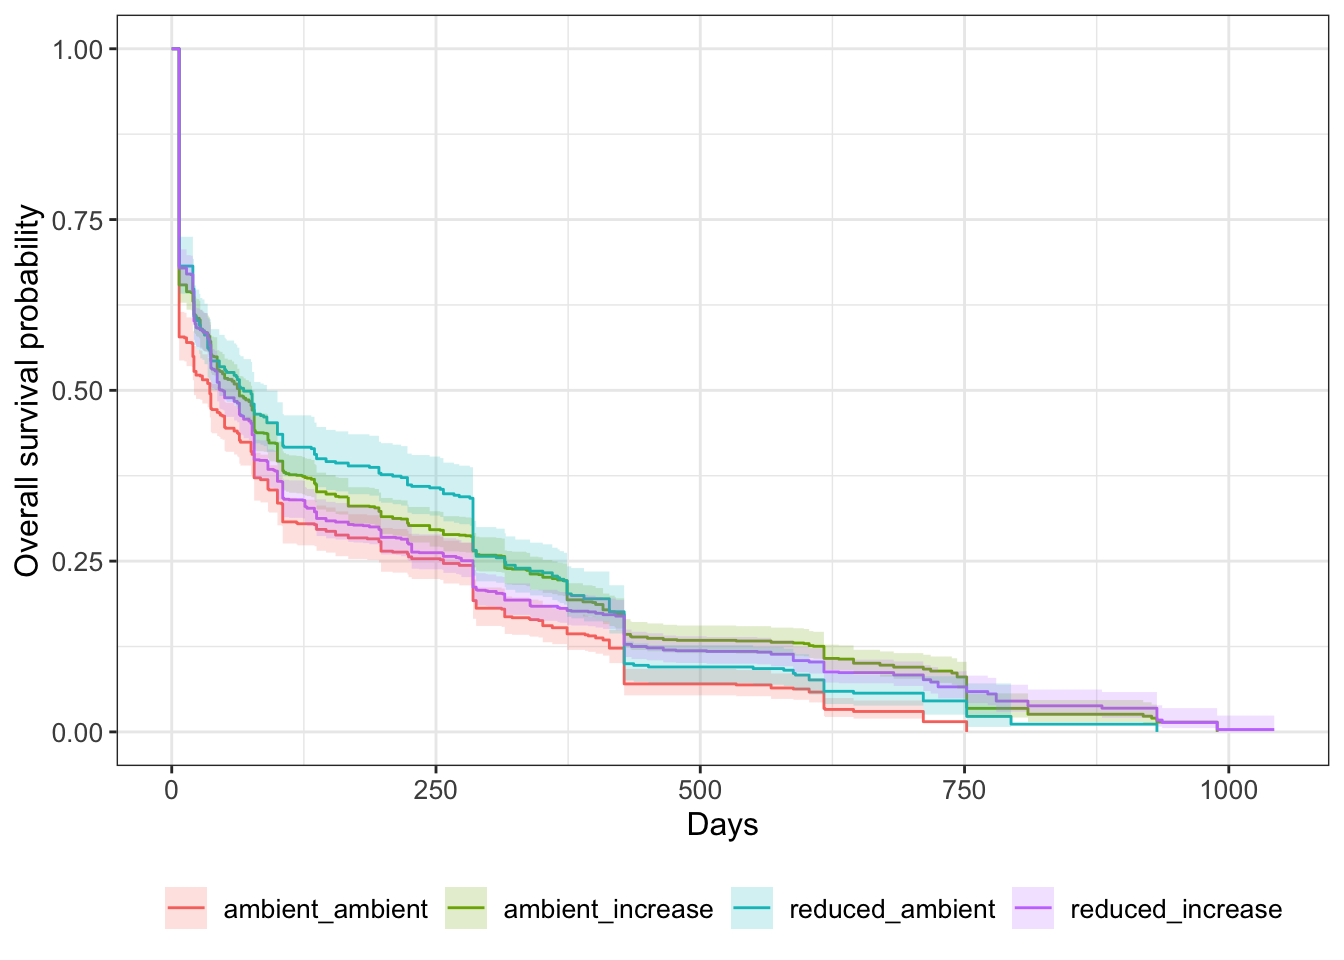 Overall survival probability
1.00
0.75
0.50
0.25
0.00
0 250 500 750 1000
Days
ambient_ambient ambient_increase reduced_ambient reduced_increase